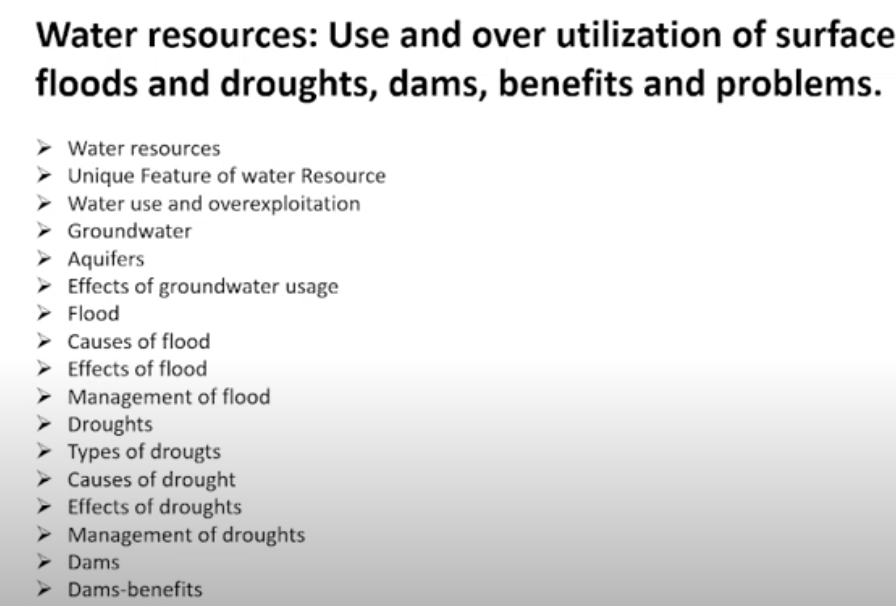 Water resources: Use and over utilization of surface
floods and droughts, dams, benefits and problems.
➢ Water resources
➢ Unique Feature of water Resource
➢ Water use and overexploitation
➢ Groundwater
➢ Aquifers
➢ Effects of groundwater usage
➢ Flood
➢ Causes of flood
➢ Effects of flood
➢ Management of flood
➢ Droughts
➢ Types of drougts
➢ Causes of drought
➢ Effects of droughts
➢ Management of droughts
➢ Dams
➢ Dams-benefits